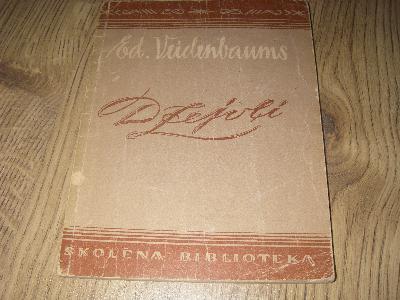 Ed. Veidenbaums
Dzejoļi
SKOLĒNA BIBLIOTĒKA